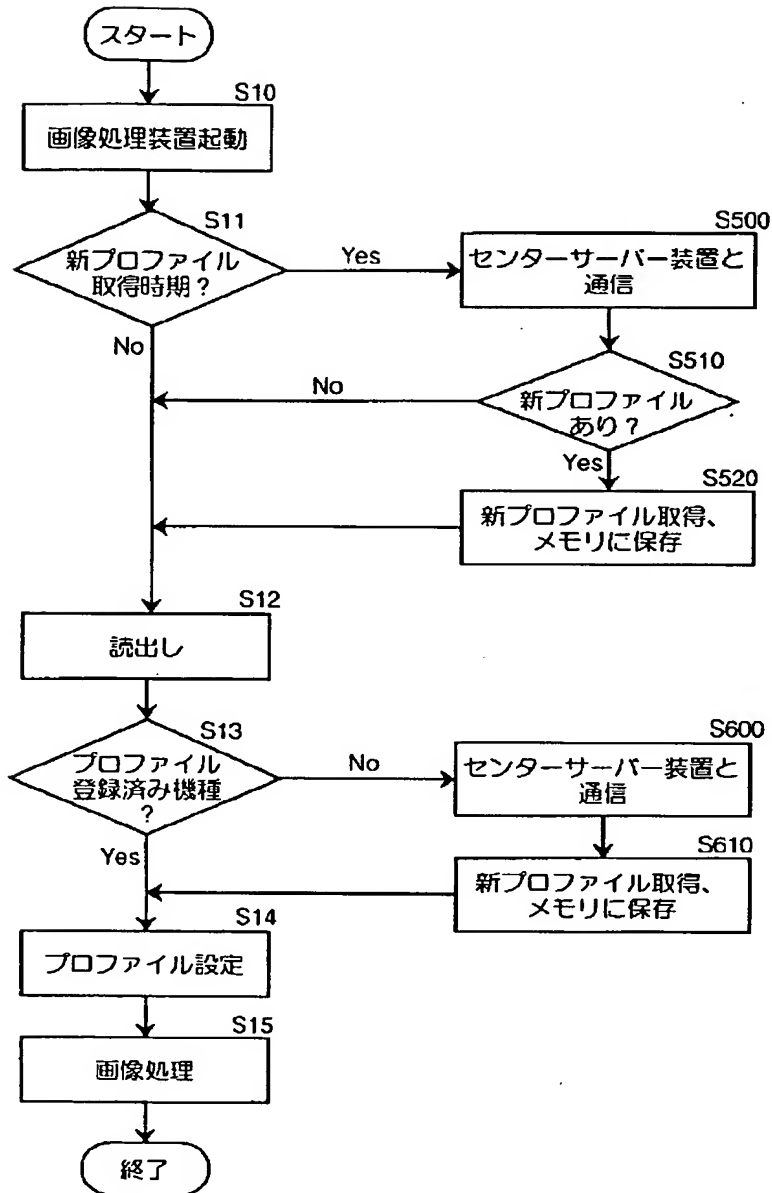 スタート
S10
画像処理装置起動
S11
新プロファイル
取得時期?
Yes
No
S500
センターサーバー装置と
通信
S510
新プロファイル
あり?
No
Yes
S520
新プロファイル取得、
メモリに保存
S12
読出し
S13
プロファイル
登録済み機種
?
No
Yes
S600
センターサーバー装置と
通信
S610
新プロファイル取得、
メモリに保存
S14
プロファイル設定
S15
画像処理
終了